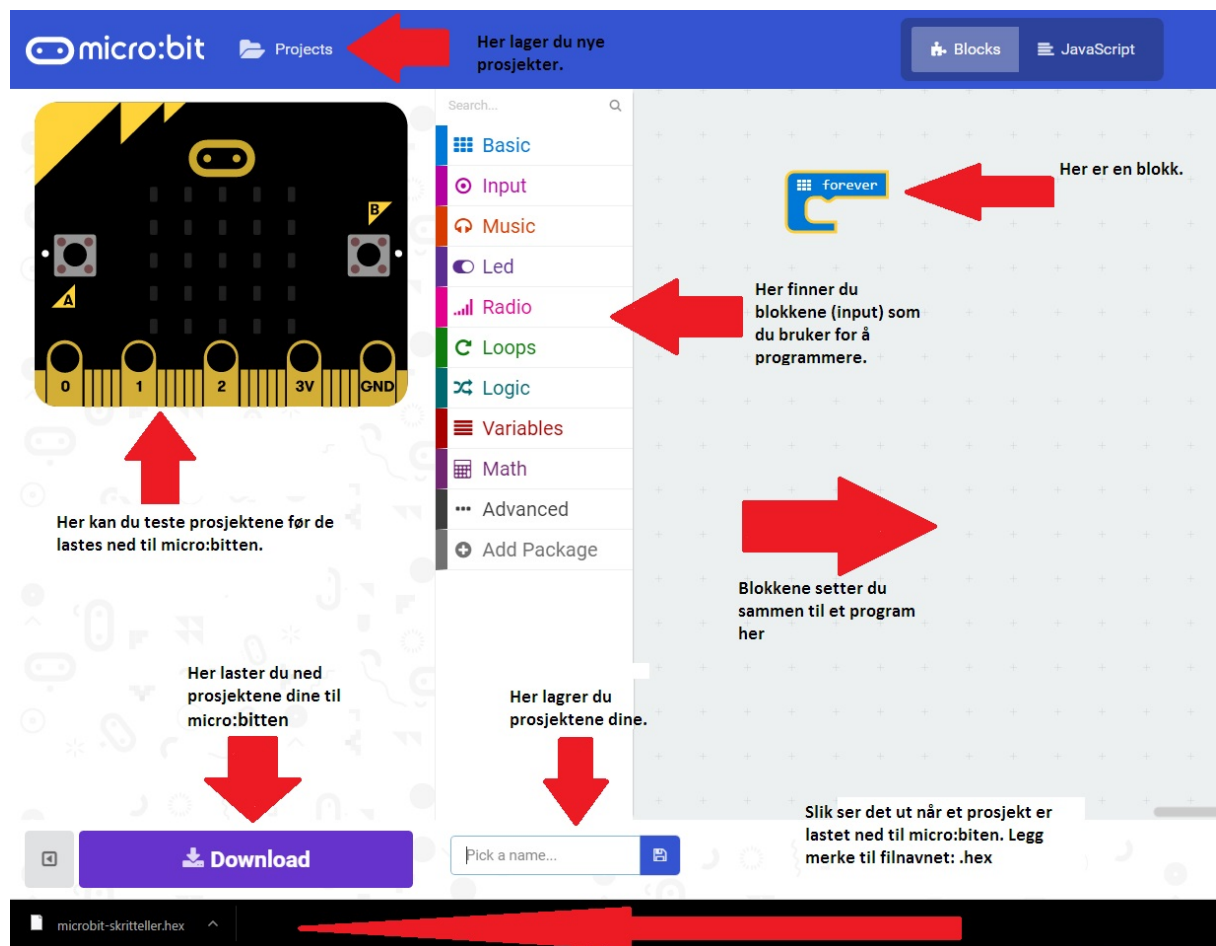 micro:bit
Projects
Her lager du nye
prosjekter.
Blocks
JavaScript
Search...
Basic
Input
Music
Led
Radio
Loops
Logic
Variables
Math
Advanced
Add Package
B
A
0
1
2
3V
GND
forever
Her er en blokk.
Her finner du
blokkene (input) som
du bruker for å
programmere.
Her kan du teste prosjektene før de
lastes ned til micro:bitten.
Blokkene setter du
sammen til et program
her
Her laster du ned
prosjektene dine til
micro:bitten
Her lagrer du
prosjektene dine.
Slik ser det ut når et prosjekt er
lastet ned til micro:biten. Legg
merke til filnavnet: .hex
Download
Pick a name...
microbit-skritteller.hex